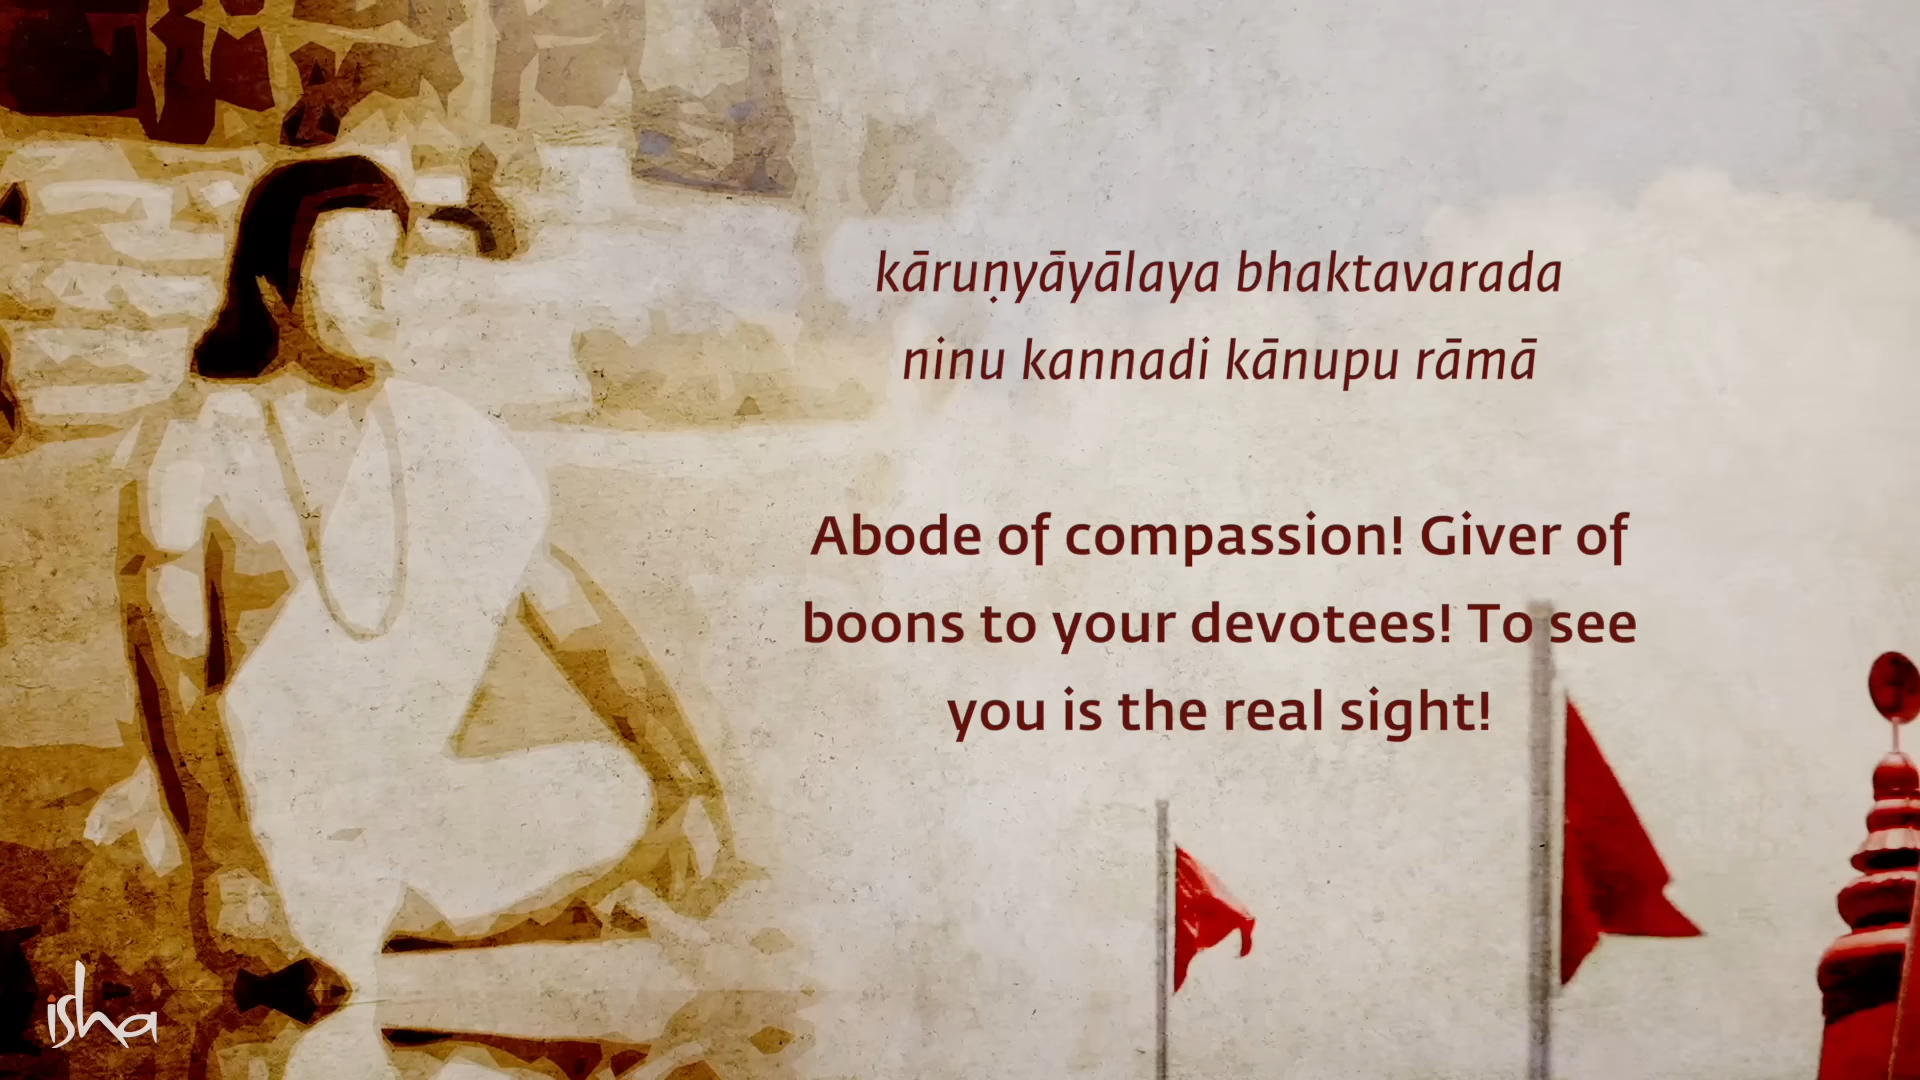 kāruṇyāyālaya bhaktavarada
ninu kannadi kānupu rāmā
Abode of compassion! Giver of
boons to your devotees! To see
you is the real sight!
isha